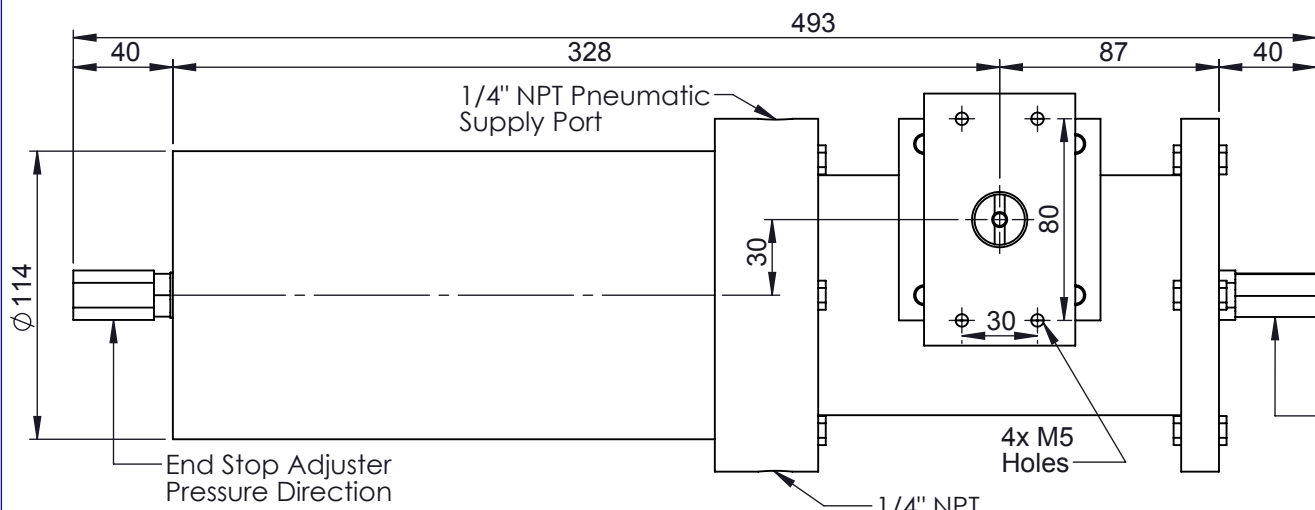 493
40
328
87
40
1/4" NPT Pneumatic
Supply Port
Ø114
30
80
30
4x M5
Holes
End Stop Adjuster
Pressure Direction
1/4" NPT